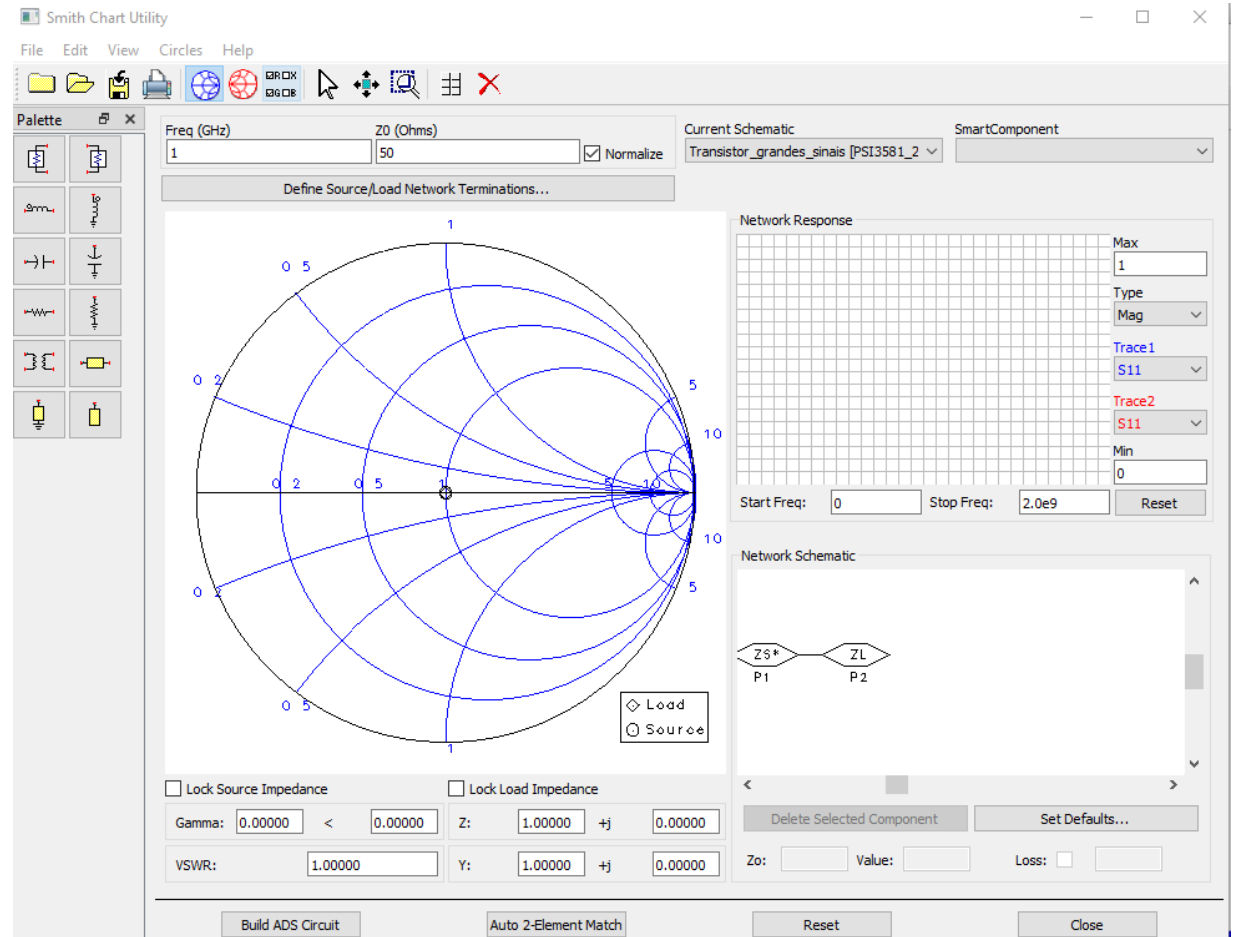 Smith Chart Utility
File Edit View Circles Help
Palette
Freq (GHz) Z0 (Ohms)
1 50 Normalize
Current Schematic SmartComponent
Transistor_grandes_sinais [PSI3581_2
Define Source/Load Network Terminations...
1
0 5
0 2
5
10
0 2 0 5 1 5 10
10
0 2
5
0 5
1
Load
Source
Network Response
Max
1
Type
Mag
Trace1
S11
Trace2
S11
Min
0
Start Freq: 0 Stop Freq: 2.0e9 Reset
Network Schematic
ZS* ZL
P1 P2
Lock Source Impedance Lock Load Impedance
Gamma: 0.00000 < 0.00000 Z: 1.00000 +j 0.00000
VSWR: 1.00000 Y: 1.00000 +j 0.00000
Delete Selected Component Set Defaults...
Zo: Value: Loss:
Build ADS Circuit Auto 2-Element Match Reset Close